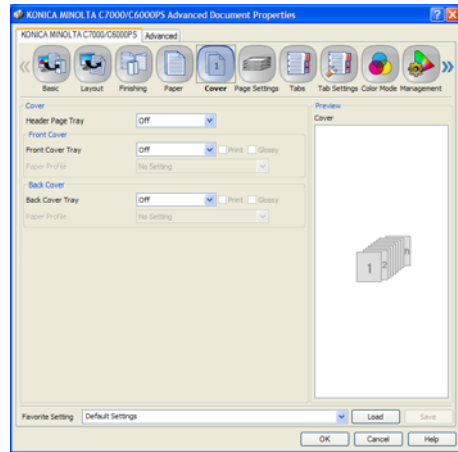 KONICA MINOLTA C7000/C6000PS Advanced Document Properties
KONICA MINOLTA C7000/C6000PS Advanced
Basic Layout Finishing Paper Cover Page Settings Tabs Tab Settings Color Mode Management
Cover Preview
Header Page Tray Off Cover
Front Cover
Front Cover Tray Off Print Glossy
Paper Profile No Setting
Back Cover
Back Cover Tray Off Print Glossy
Paper Profile No Setting
1 2 n
Favorite Setting Default Settings Load Save
OK Cancel Help